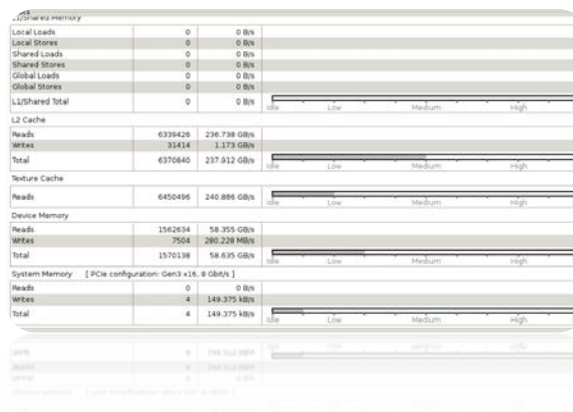 L1/Shared Memory
Local Loads 0 0 B/s
Local Stores 0 0 B/s
Shared Loads 0 0 B/s
Shared Stores 0 0 B/s
Global Loads 0 0 B/s
Global Stores 0 0 B/s
L1/Shared Total 0 0 B/s
Idle Low Medium High
L2 Cache
Reads 6339426 236.738 GB/s
Writes 31414 1.173 GB/s
Total 6370840 237.912 GB/s
Idle Low Medium High
Texture Cache
Reads 6450496 240.886 GB/s
Idle Low Medium High
Device Memory
Reads 1562634 58.355 GB/s
Writes 7504 280.228 MB/s
Total 1570138 58.635 GB/s
Idle Low Medium High
System Memory [ PCIe configuration: Gen3 x16, 8 Gbit/s ]
Reads 0 0 B/s
Writes 4 149.375 kB/s
Total 4 149.375 kB/s
Idle Low Medium High